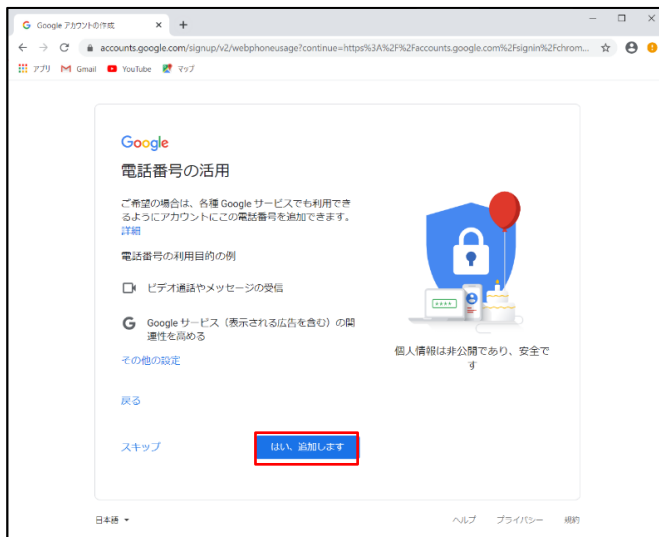 Google アカウントの作成
accounts.google.com/signup/v2/webphoneusage?continue=https%3A%2F%2Faccounts.google.com%2Fsignin%2Fchrom...
アプリ Gmail YouTube マップ
Google
電話番号の活用
ご希望の場合は、各種 Google サービスでも利用でき
るようにアカウントにこの電話番号を追加できます。
詳細
電話番号の利用目的の例
ビデオ通話やメッセージの受信
Google サービス（表示される広告を含む）の関
連性を高める
その他の設定
個人情報は非公開であり、安全で
す
戻る
スキップ はい、追加します
日本語 ヘルプ プライバシー 規約